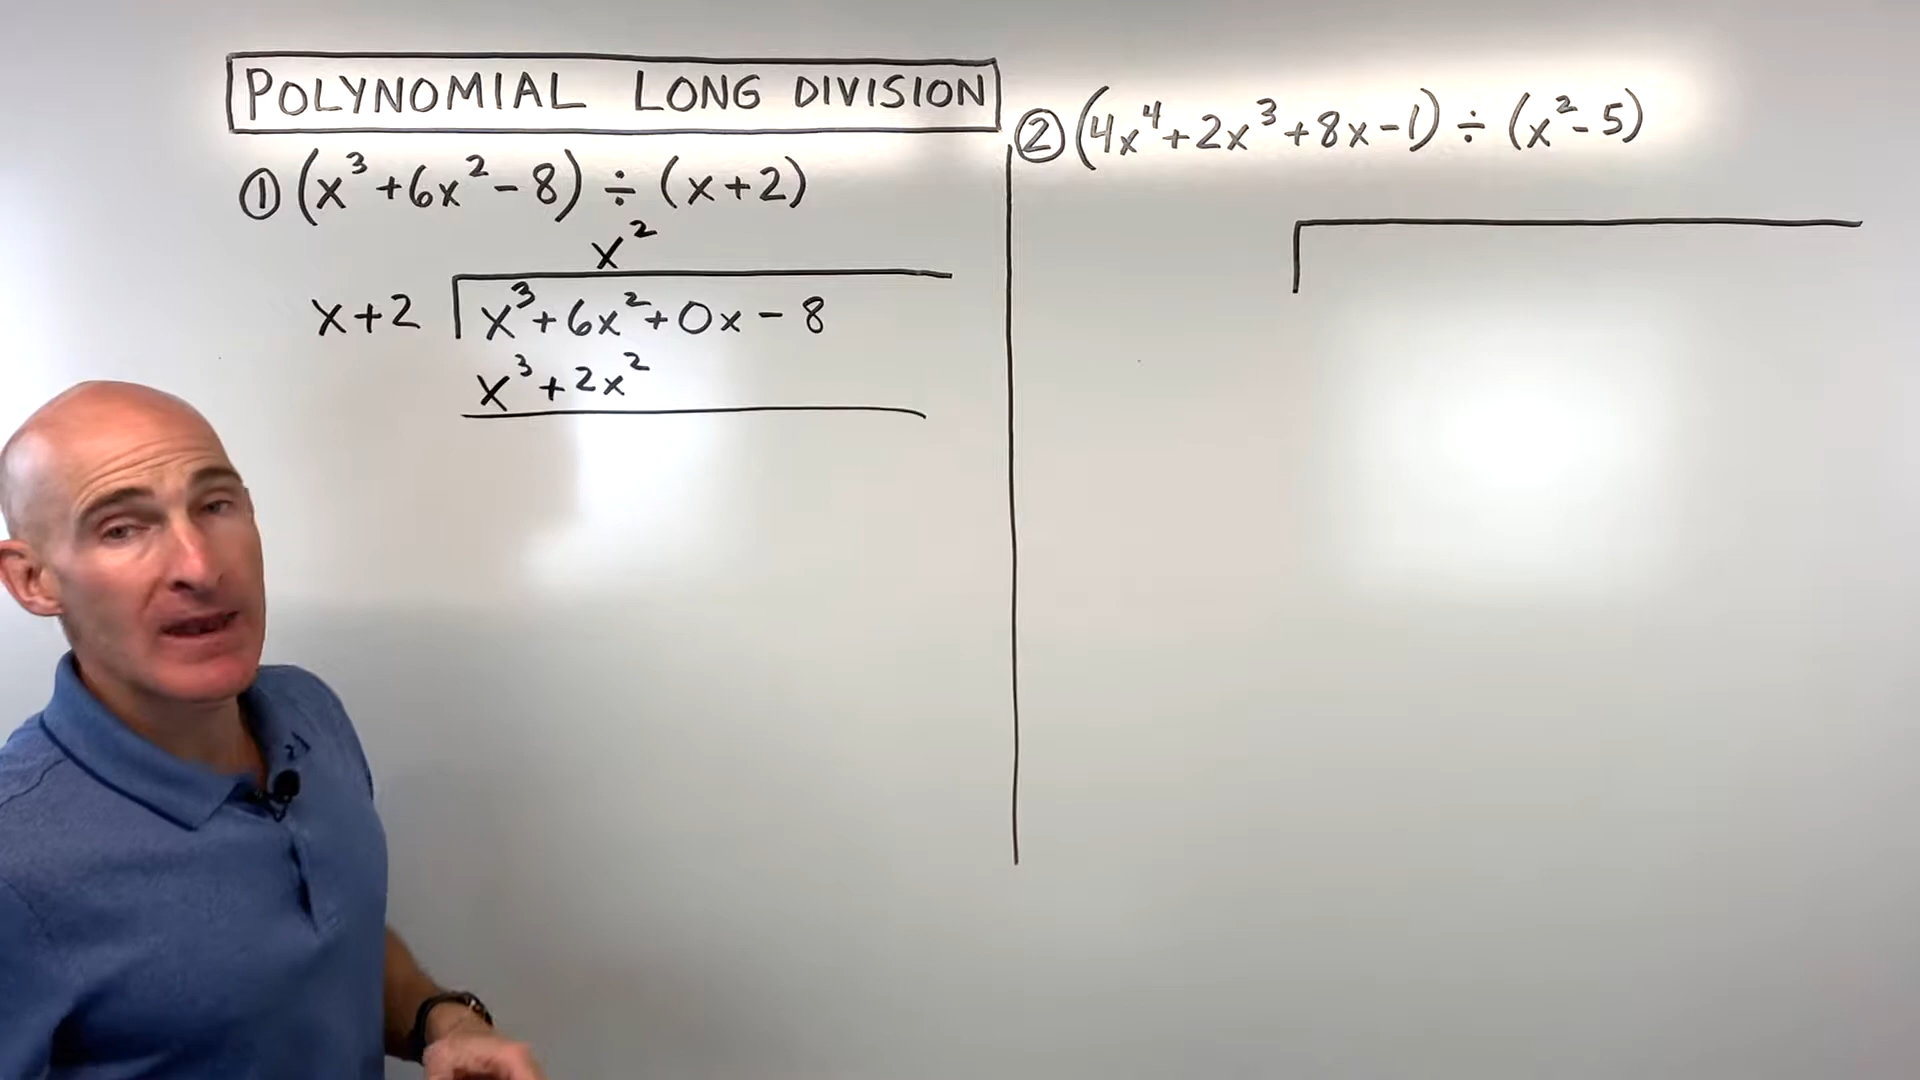 POLYNOMIAL LONG DIVISION
① (x³+6x²-8) ÷ (x+2)
x²
x+2 x³+6x²+0x-8
x³+2x²
② (4x⁴+2x³+8x-1) ÷ (x²-5)